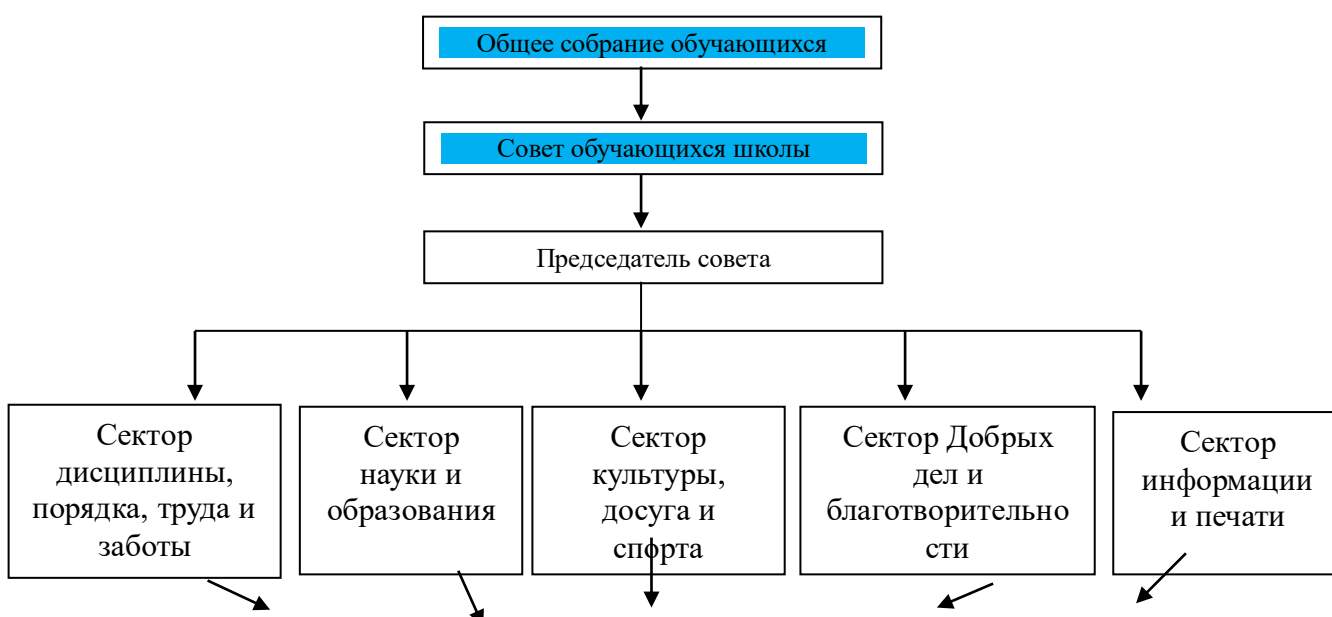 Общее собрание обучающихся
Совет обучающихся школы
Председатель совета
Сектор
дисциплины,
порядка, труда и
заботы
Сектор
науки и
образования
Сектор
культуры,
досуга и
спорта
Сектор Добрых
дел и
благотворительно
сти
Сектор
информации
и печати